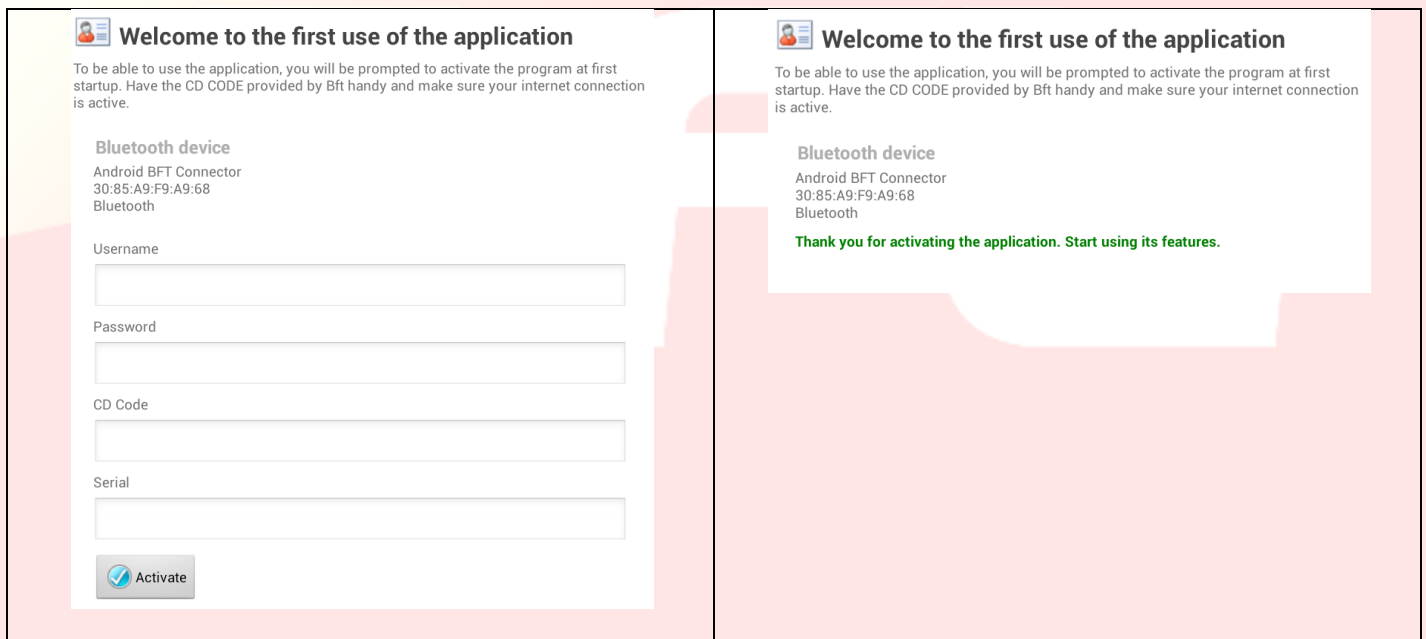 Welcome to the first use of the application
To be able to use the application, you will be prompted to activate the program at first
startup. Have the CD CODE provided by Bft handy and make sure your internet connection
is active.
Bluetooth device
Android BFT Connector
30:85:A9:F9:A9:68
Bluetooth
Username
Password
CD Code
Serial
Activate
Welcome to the first use of the application
To be able to use the application, you will be prompted to activate the program at first
startup. Have the CD CODE provided by Bft handy and make sure your internet connection
is active.
Bluetooth device
Android BFT Connector
30:85:A9:F9:A9:68
Bluetooth
Thank you for activating the application. Start using its features.